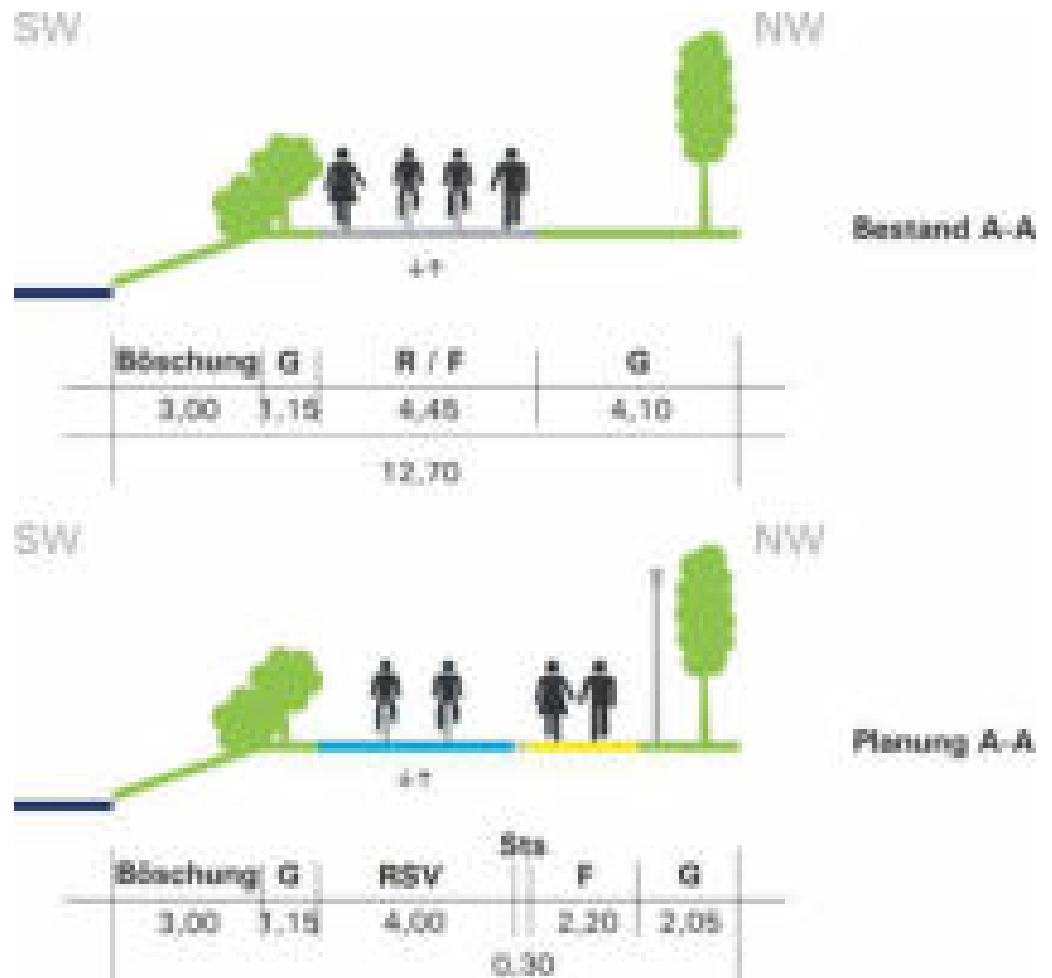 SW NW
Bestand A-A
Böschung G R / F G
3,00 1,15 4,45 4,10
12,70
SW NW
Planung A-A
Sts
Böschung G RSV F G
3,00 1,15 4,00 2,20 2,05
0,30